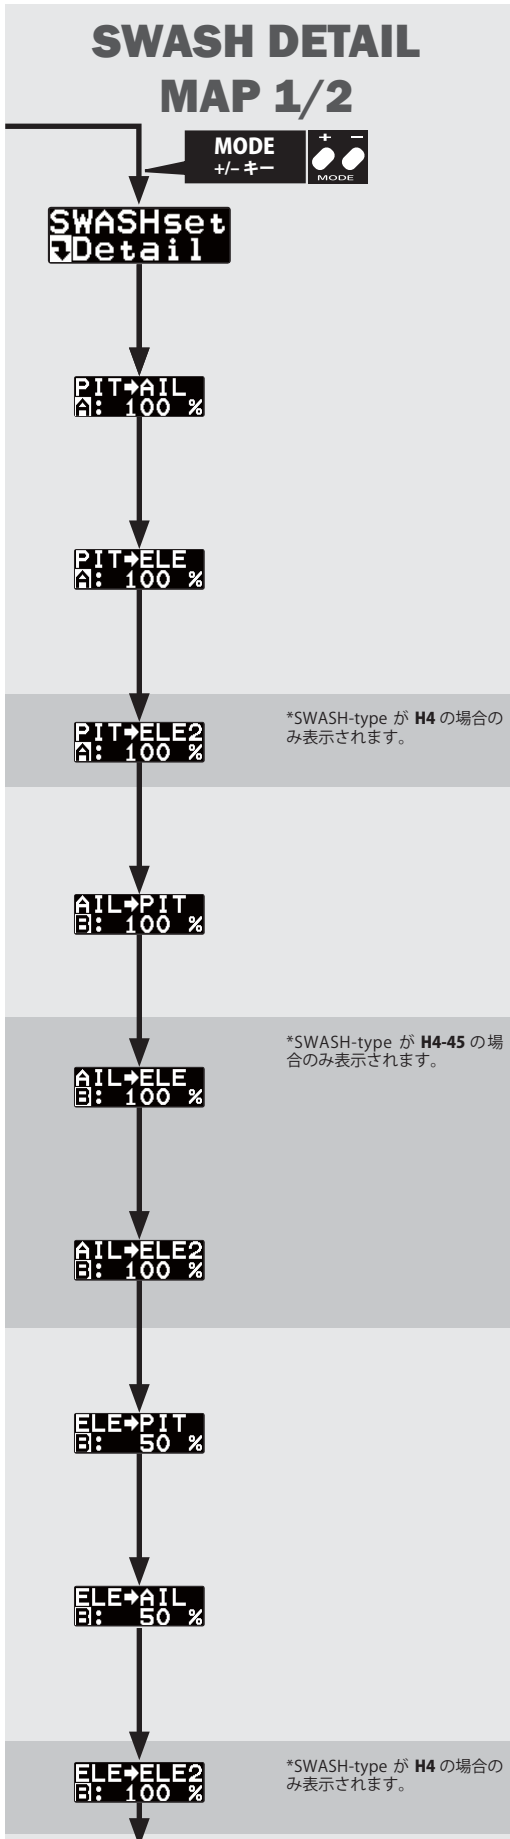 SWASH DETAIL
MAP 1/2
MODE
+/– キー
+ −
MODE
SWASHset
Detail
PIT➡AIL
A: 100 %
PIT➡ELE
A: 100 %
PIT➡ELE2
A: 100 %
*SWASH-type が H4 の場合の
み表示されます。
AIL➡PIT
B: 100 %
*SWASH-type が H4-45 の場
合のみ表示されます。
AIL➡ELE
B: 100 %
AIL➡ELE2
B: 100 %
ELE➡PIT
B: 50 %
ELE➡AIL
B: 50 %
ELE➡ELE2
B: 100 %
*SWASH-type が H4 の場合の
み表示されます。